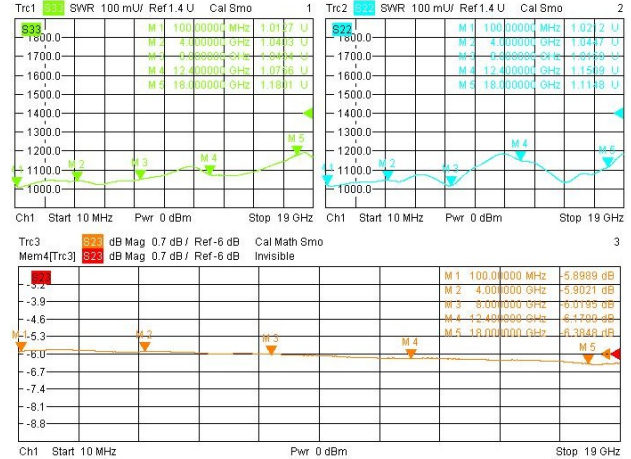 Trc1 S33 SWR 100 mU/ Ref 1.4 U Cal Smo 1
S33
1800.0
1700.0
1600.0
1500.0
1400.0
1300.0
1200.0
1100.0
1000.0
M 1 100.00000 MHz 1.0127 U
M 2 4.000000 GHz
M 3
M 4 12.400000 GHz 1.0766 U
M 5 18.000000 GHz 1.1801 U
M 2
M 3
M 4
M 5
Ch1 Start 10 MHz Pwr 0 dBm Stop 19 GHz
Trc2 S22 SWR 100 mU/ Ref 1.4 U Cal Smo 2
S22
1800.0
1700.0
1600.0
1500.0
1400.0
1300.0
1200.0
1100.0
1000.0
M 1 100.00000 MHz 1.0212 U
M 2 4.000000 GHz 1.0447 U
M 4 12.400000 GHz 1.1509 U
M 5 18.000000 GHz 1.1148 U
M 2
M 4
M 5
Ch1 Start 10 MHz Pwr 0 dBm Stop 19 GHz
Trc3 S23 dB Mag 0.7 dB / Ref -6 dB Cal Math Smo 3
Mem4[Trc3] S23 dB Mag 0.7 dB / Ref -6 dB Invisible
S23
-3.2
-3.9
-4.6
-5.3
-6.0
-6.7
-7.4
-8.1
-8.8
M 1 100.00000 MHz -5.8989 dB
M 2 4.000000 GHz -5.9021 dB
M 3 8.000000 GHz -6.0195 dB
M 4 12.400000 GHz -6.1799 dB
M 5 18.000000 GHz -6.3848 dB
M 1
M 2
M 3
M 4
M 5
Ch1 Start 10 MHz Pwr 0 dBm Stop 19 GHz